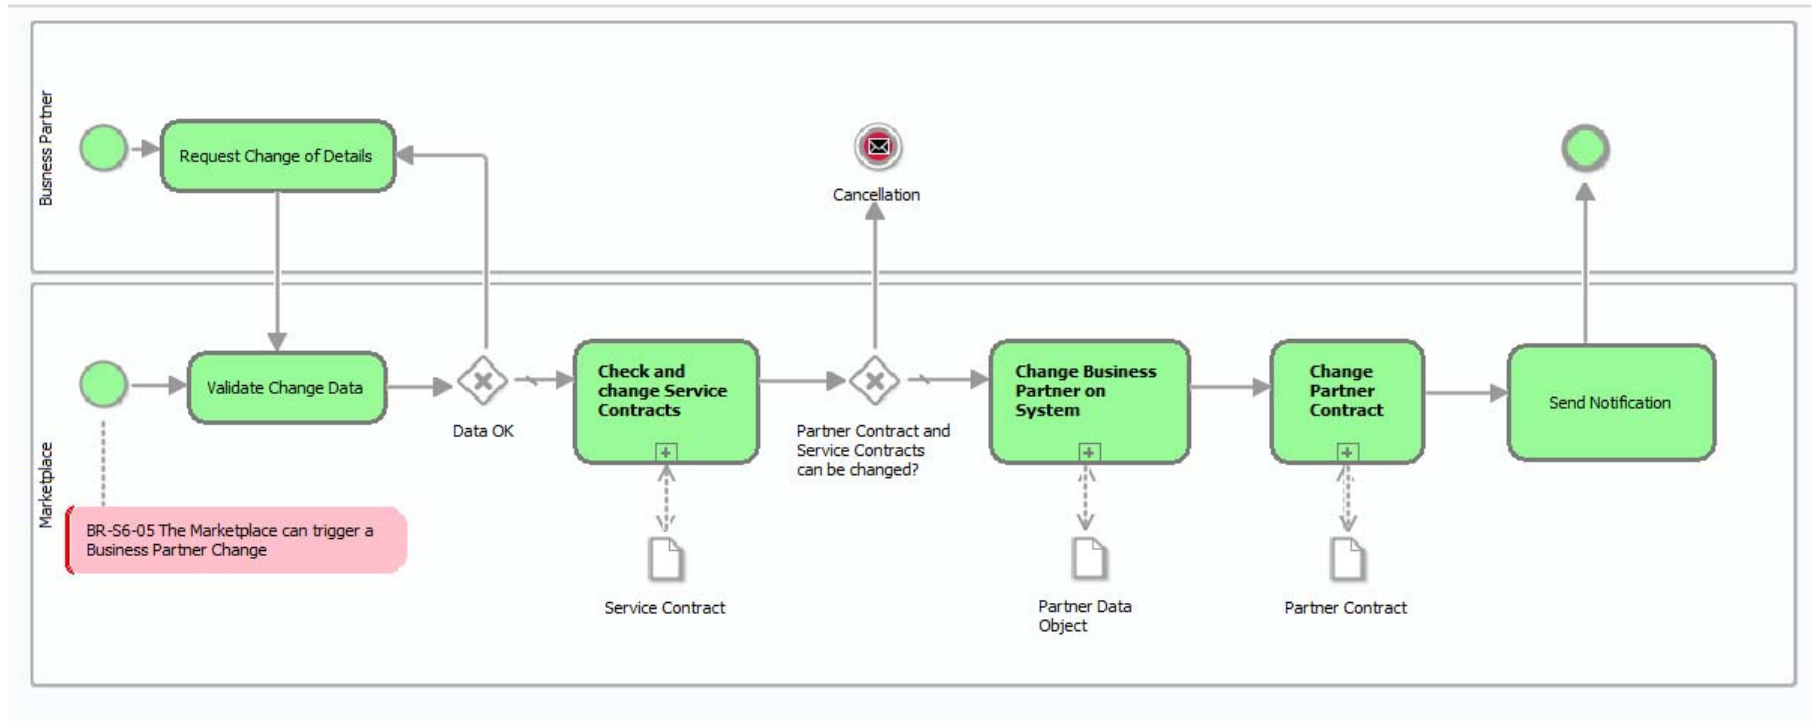 Busness Partner
Request Change of Details
Cancellation
Marketplace
Validate Change Data
Data OK
Check and
change Service
Contracts
Partner Contract and
Service Contracts
can be changed?
Change Business
Partner on
System
Change
Partner
Contract
Send Notification
BR-S6-05 The Marketplace can trigger a
Business Partner Change
Service Contract
Partner Data
Object
Partner Contract